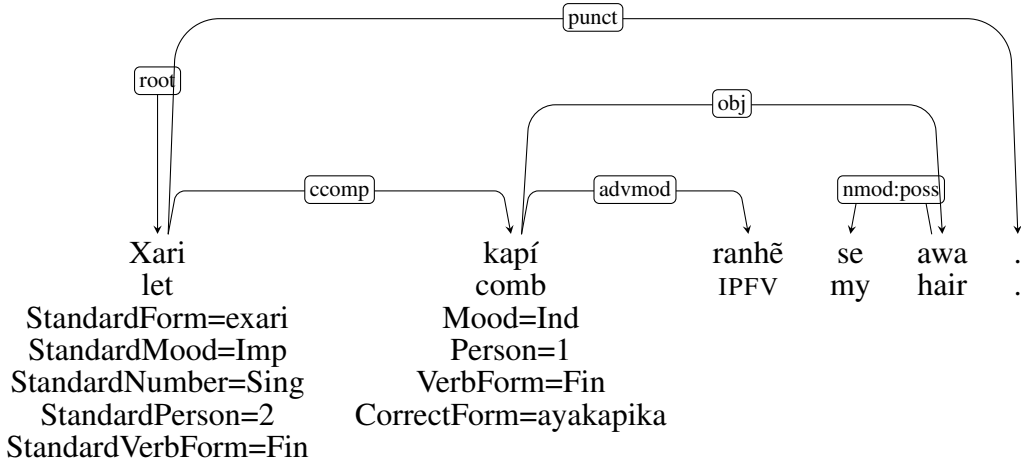 punct
root
obj
ccomp advmod nmod:poss
Xari kapí ranhẽ se awa .
let comb IPFV my hair .
StandardForm=exari Mood=Ind
StandardMood=Imp Person=1
StandardNumber=Sing VerbForm=Fin
StandardPerson=2 CorrectForm=ayakapika
StandardVerbForm=Fin